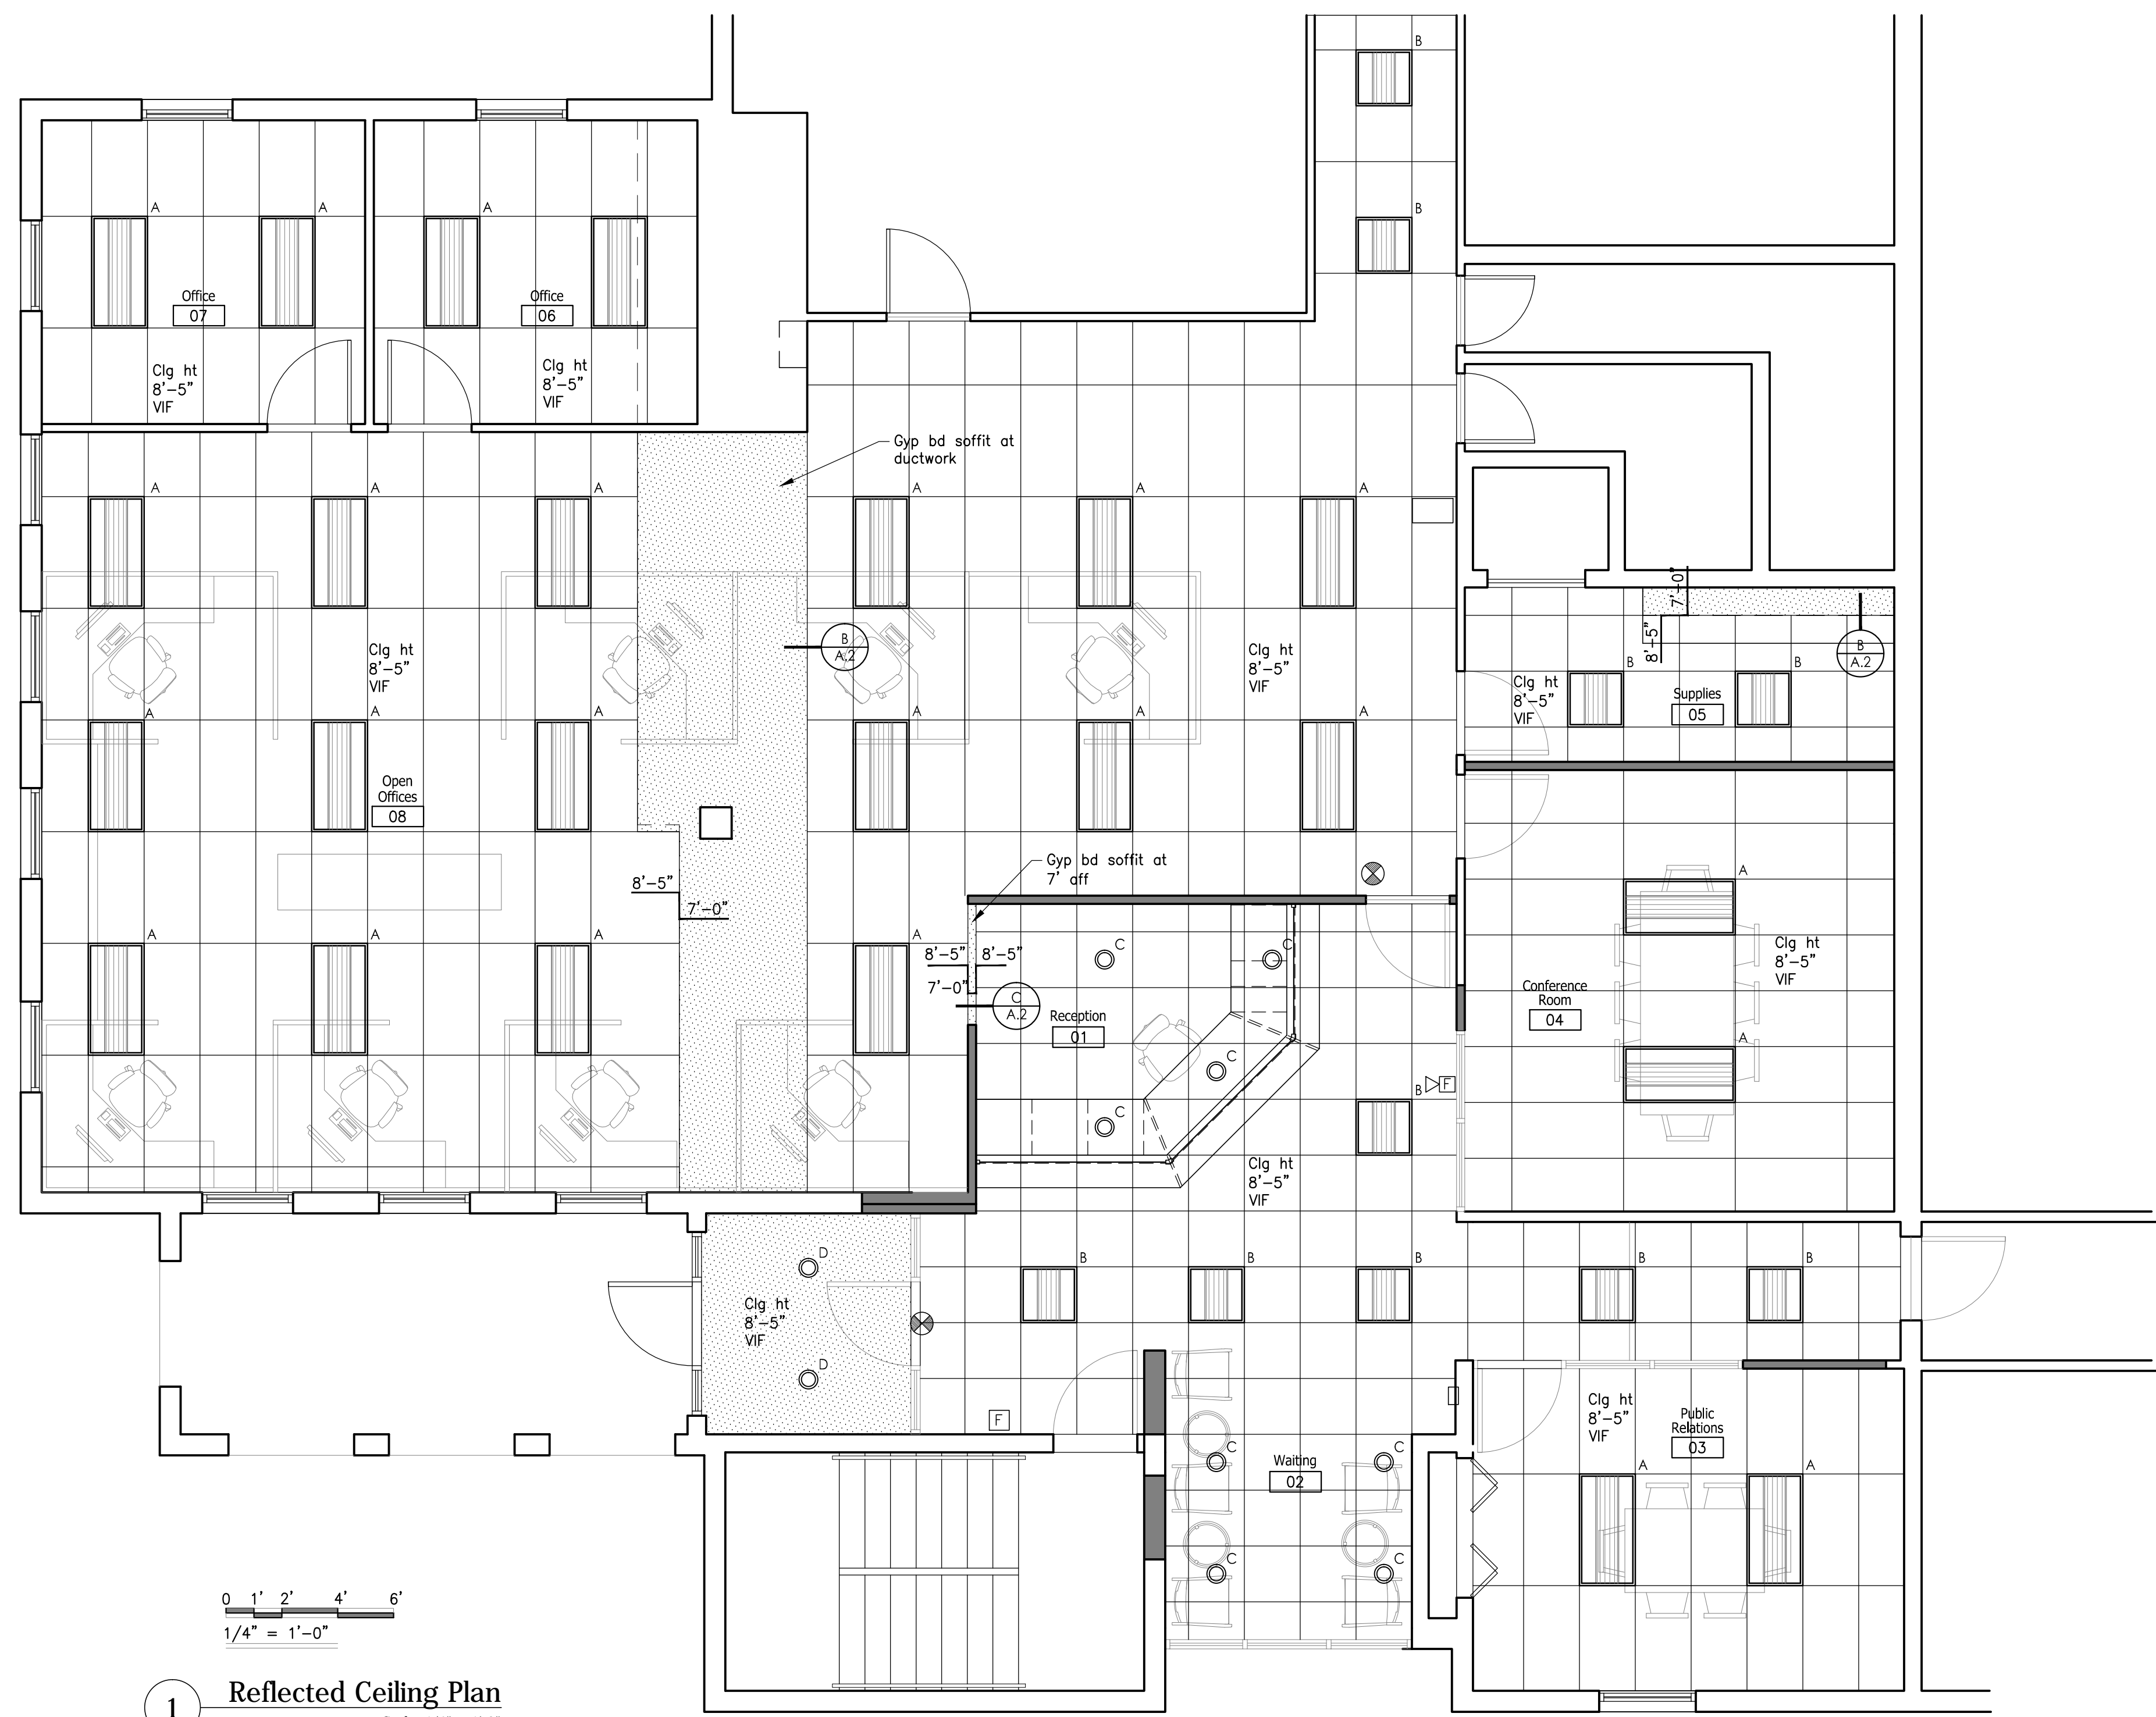 B
B
A
A
A
Office
07
Office
06
Clg ht
8'-5"
VIF
Clg ht
8'-5"
VIF
Gyp bd soffit at
ductwork
A
A
A
A
A
A
7'-0"
8'-5"
B
A.2
B
A.2
Clg ht
8'-5"
VIF
Clg ht
8'-5"
VIF
B
B
Clg ht
8'-5"
VIF
Supplies
05
A
A
A
A
A
A
Open
Offices
08
Gyp bd soffit at
7' aff
8'-5"
7'-0"
A
A
A
A
A
8'-5" 8'-5"
7'-0"
C
A.2
C
C
Reception
01
C
C
Clg ht
8'-5"
VIF
Conference
Room
04
A
B
F
Clg ht
8'-5"
VIF
D
Clg ht
8'-5"
VIF
D
B
B
B
B
B
F
Clg ht
8'-5"
VIF
Public
Relations
03
C
C
Waiting
02
A
A
C
C
0 1' 2' 4' 6'
1/4" = 1'-0"
1
Reflected Ceiling Plan